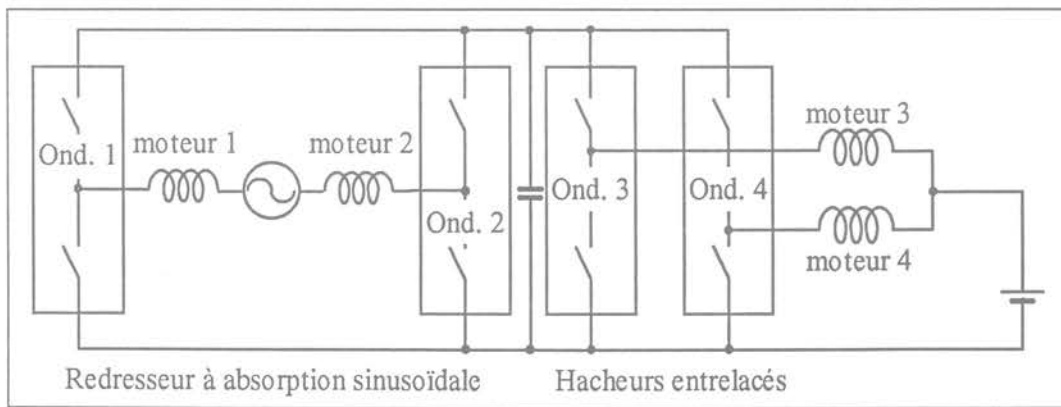 moteur 1
moteur 2
moteur 3
Ond. 1
Ond. 2
Ond. 3
Ond. 4
moteur 4
Redresseur à absorption sinusoïdale
Hacheurs entrelacés